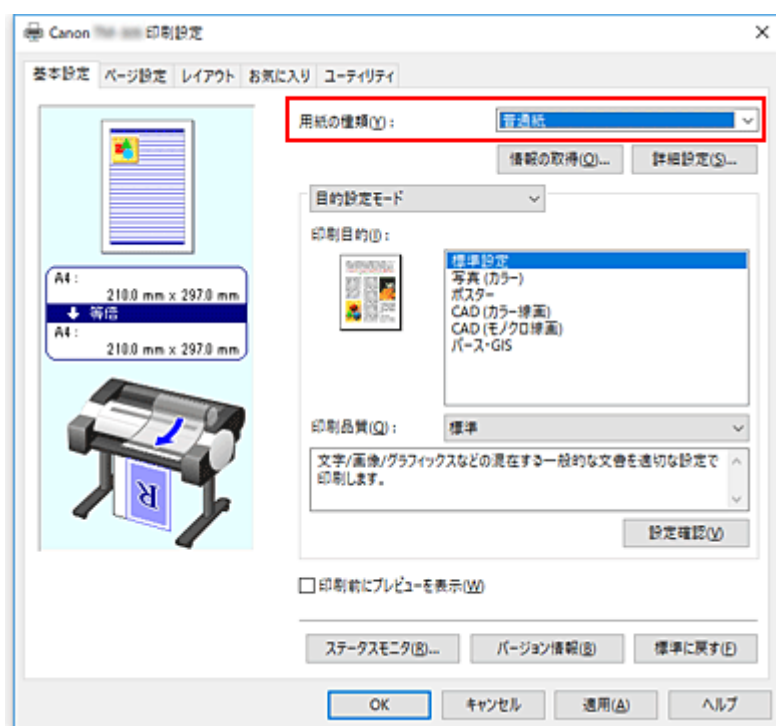 Canon 印刷設定
基本設定 ページ設定 レイアウト お気に入り ユーティリティ
用紙の種類(Y): 普通紙
情報の取得(O)... 詳細設定(S)...
目的設定モード
印刷目的(I):
標準設定
写真 (カラー)
ポスター
CAD (カラー線画)
CAD (モノクロ線画)
パース・GIS
A4 :
210.0 mm x 297.0 mm
等倍
A4 :
210.0 mm x 297.0 mm
R
印刷品質(Q): 標準
文字/画像/グラフィックスなどの混在する一般的な文書を適切な設定で
印刷します。
設定確認(V)
印刷前にプレビューを表示(W)
ステータスモニタ(R)... バージョン情報(B) 標準に戻す(F)
OK キャンセル 適用(A) ヘルプ